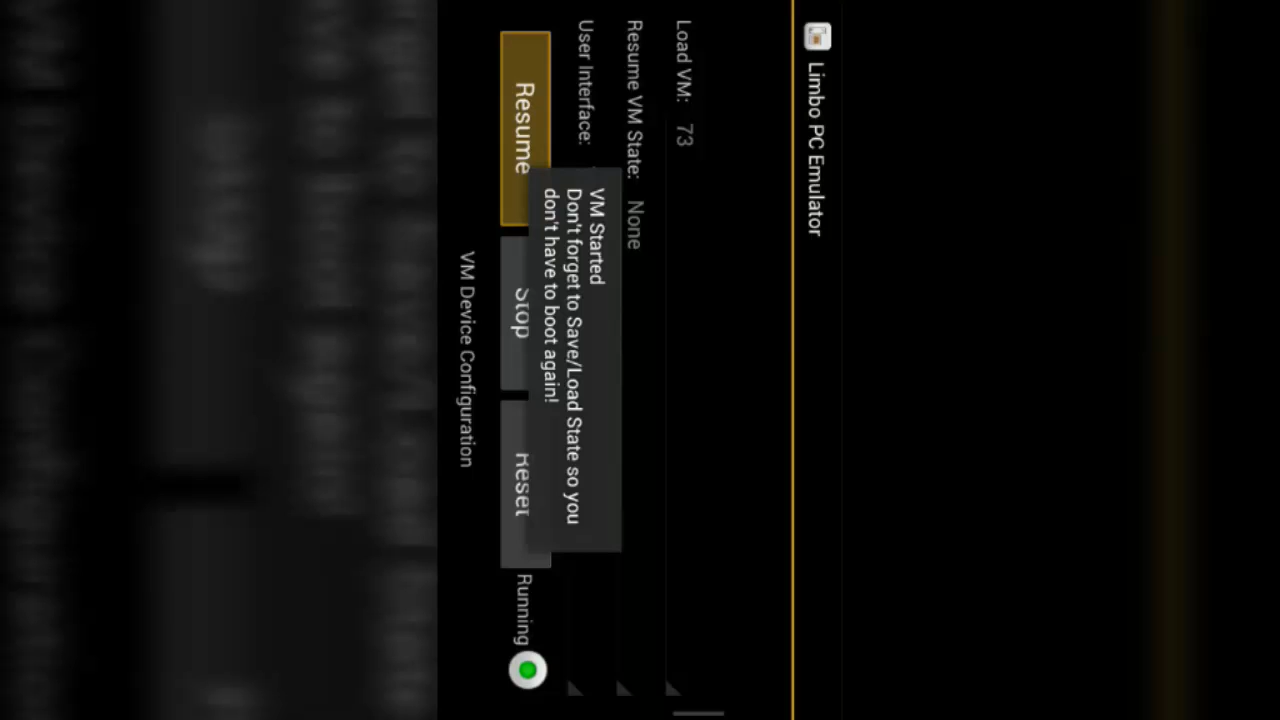 Limbo PC Emulator
Load VM: 73
Resume VM State: None
User Interface:
VM Started
Don't forget to Save/Load State so you
don't have to boot again!
Resume Stop Reset Running
VM Device Configuration